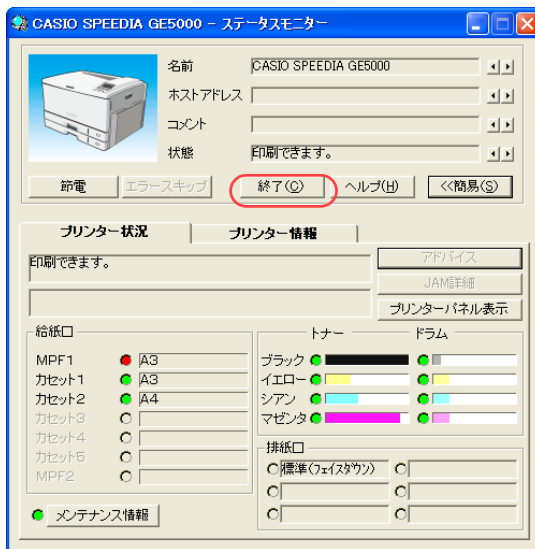 CASIO SPEEDIA GE5000 - ステータスモニター
名前 CASIO SPEEDIA GE5000
ホストアドレス
コメント
状態 印刷できます。
節電 エラースキップ 終了(C) ヘルプ(H) <<簡易(S)
プリンター状況 プリンター情報
印刷できます。 アドバイス
JAM詳細
プリンターパネル表示
給紙口 トナー ドラム
MPF1 A3 ブラック
カセット1 A3 イエロー
カセット2 A4 シアン
カセット3 マゼンタ
カセット4 排紙口
カセット5 標準(フェイスダウン)
MPF2
メンテナンス情報